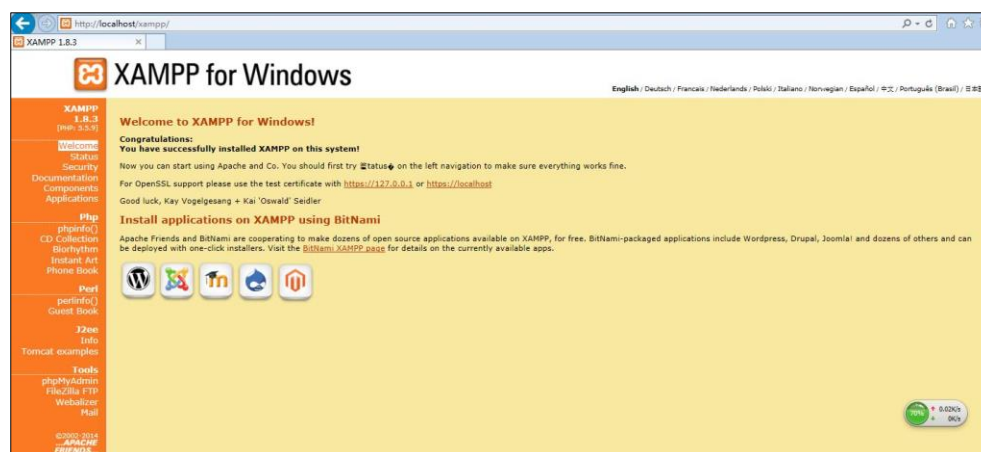 http://localhost/xampp/
XAMPP 1.8.3
XAMPP for Windows
English / Deutsch / Francais / Nederlands / Polski / Italiano / Norwegian / Español / 中文 / Português (Brasil) / 日本語
XAMPP
1.8.3
[PHP: 5.5.9]
Welcome
Status
Security
Documentation
Components
Applications
Php
phpinfo()
CD Collection
Biorhythm
Instant Art
Phone Book
Perl
perlinfo()
Guest Book
J2ee
Info
Tomcat examples
Tools
phpMyAdmin
FileZilla FTP
Webalizer
Mail
©2002-2014
...APACHE
FRIENDS
Welcome to XAMPP for Windows!
Congratulations:
You have successfully installed XAMPP on this system!
Now you can start using Apache and Co. You should first try tatus� on the left navigation to make sure everything works fine.
For OpenSSL support please use the test certificate with https://127.0.0.1 or https://localhost
Good luck, Kay Vogelgesang + Kai 'Oswald' Seidler
Install applications on XAMPP using BitNami
Apache Friends and BitNami are cooperating to make dozens of open source applications available on XAMPP, for free. BitNami-packaged applications include Wordpress, Drupal, Joomla! and dozens of others and can
be deployed with one-click installers. Visit the BitNami XAMPP page for details on the currently available apps.
70%
0.02K/s
0K/s